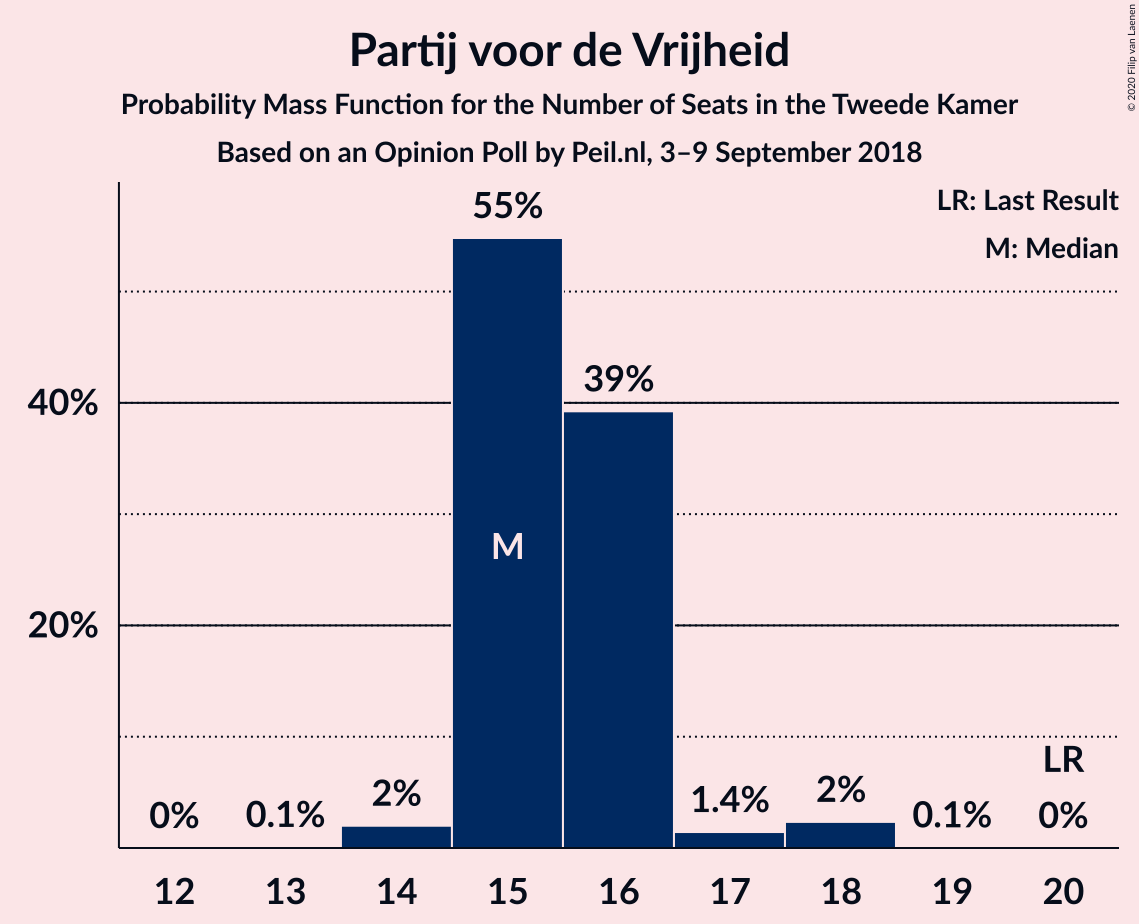 Partij voor de Vrijheid
Probability Mass Function for the Number of Seats in the Tweede Kamer
Based on an Opinion Poll by Peil.nl, 3–9 September 2018
© 2020 Filip van Laenen
LR: Last Result
M: Median
55%
39%
40%
M
20%
LR
0%
0.1%
2%
1.4%
2%
0.1%
0%
12
13
14
15
16
17
18
19
20